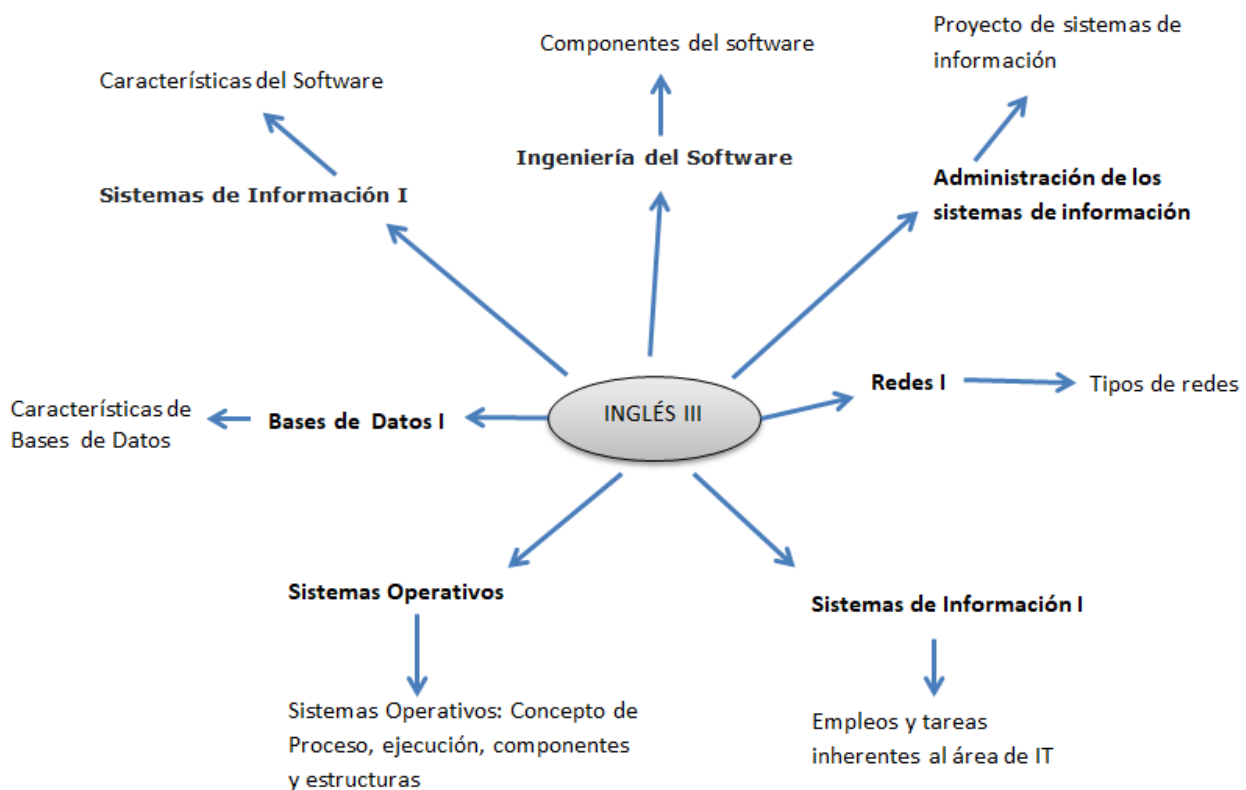 Componentes del software
Proyecto de sistemas de
información
Características del Software
Ingeniería del Software
Sistemas de Información I
Administración de los
sistemas de información
Redes I
Tipos de redes
INGLÉS III
Características de
Bases de Datos
Bases de Datos I
Sistemas Operativos
Sistemas de Información I
Sistemas Operativos: Concepto de
Proceso, ejecución, componentes
y estructuras
Empleos y tareas
inherentes al área de IT